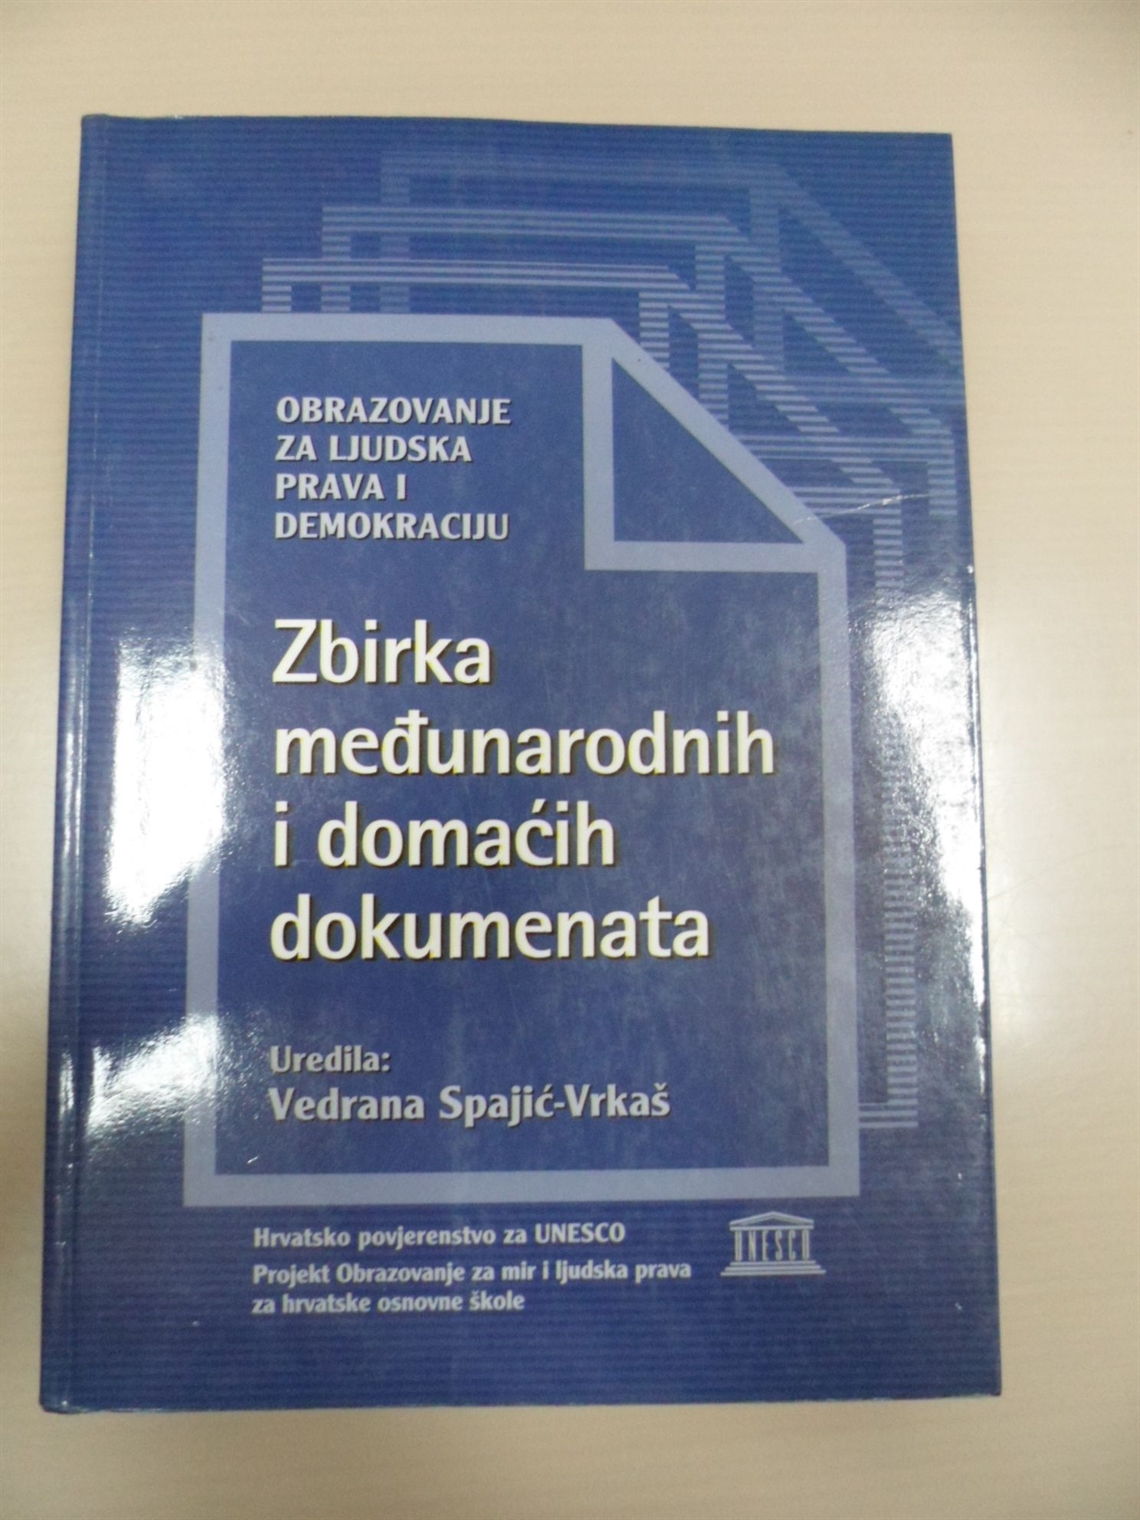 OBRAZOVANJE
ZA LJUDSKA
PRAVA I
DEMOKRACIJU
Zbirka
međunarodnih
i domaćih
dokumenata
Uredila:
Vedrana Spajić-Vrkaš
Hrvatsko povjerenstvo za UNESCO
Projekt Obrazovanje za mir i ljudska prava
za hrvatske osnovne škole
UNESCO